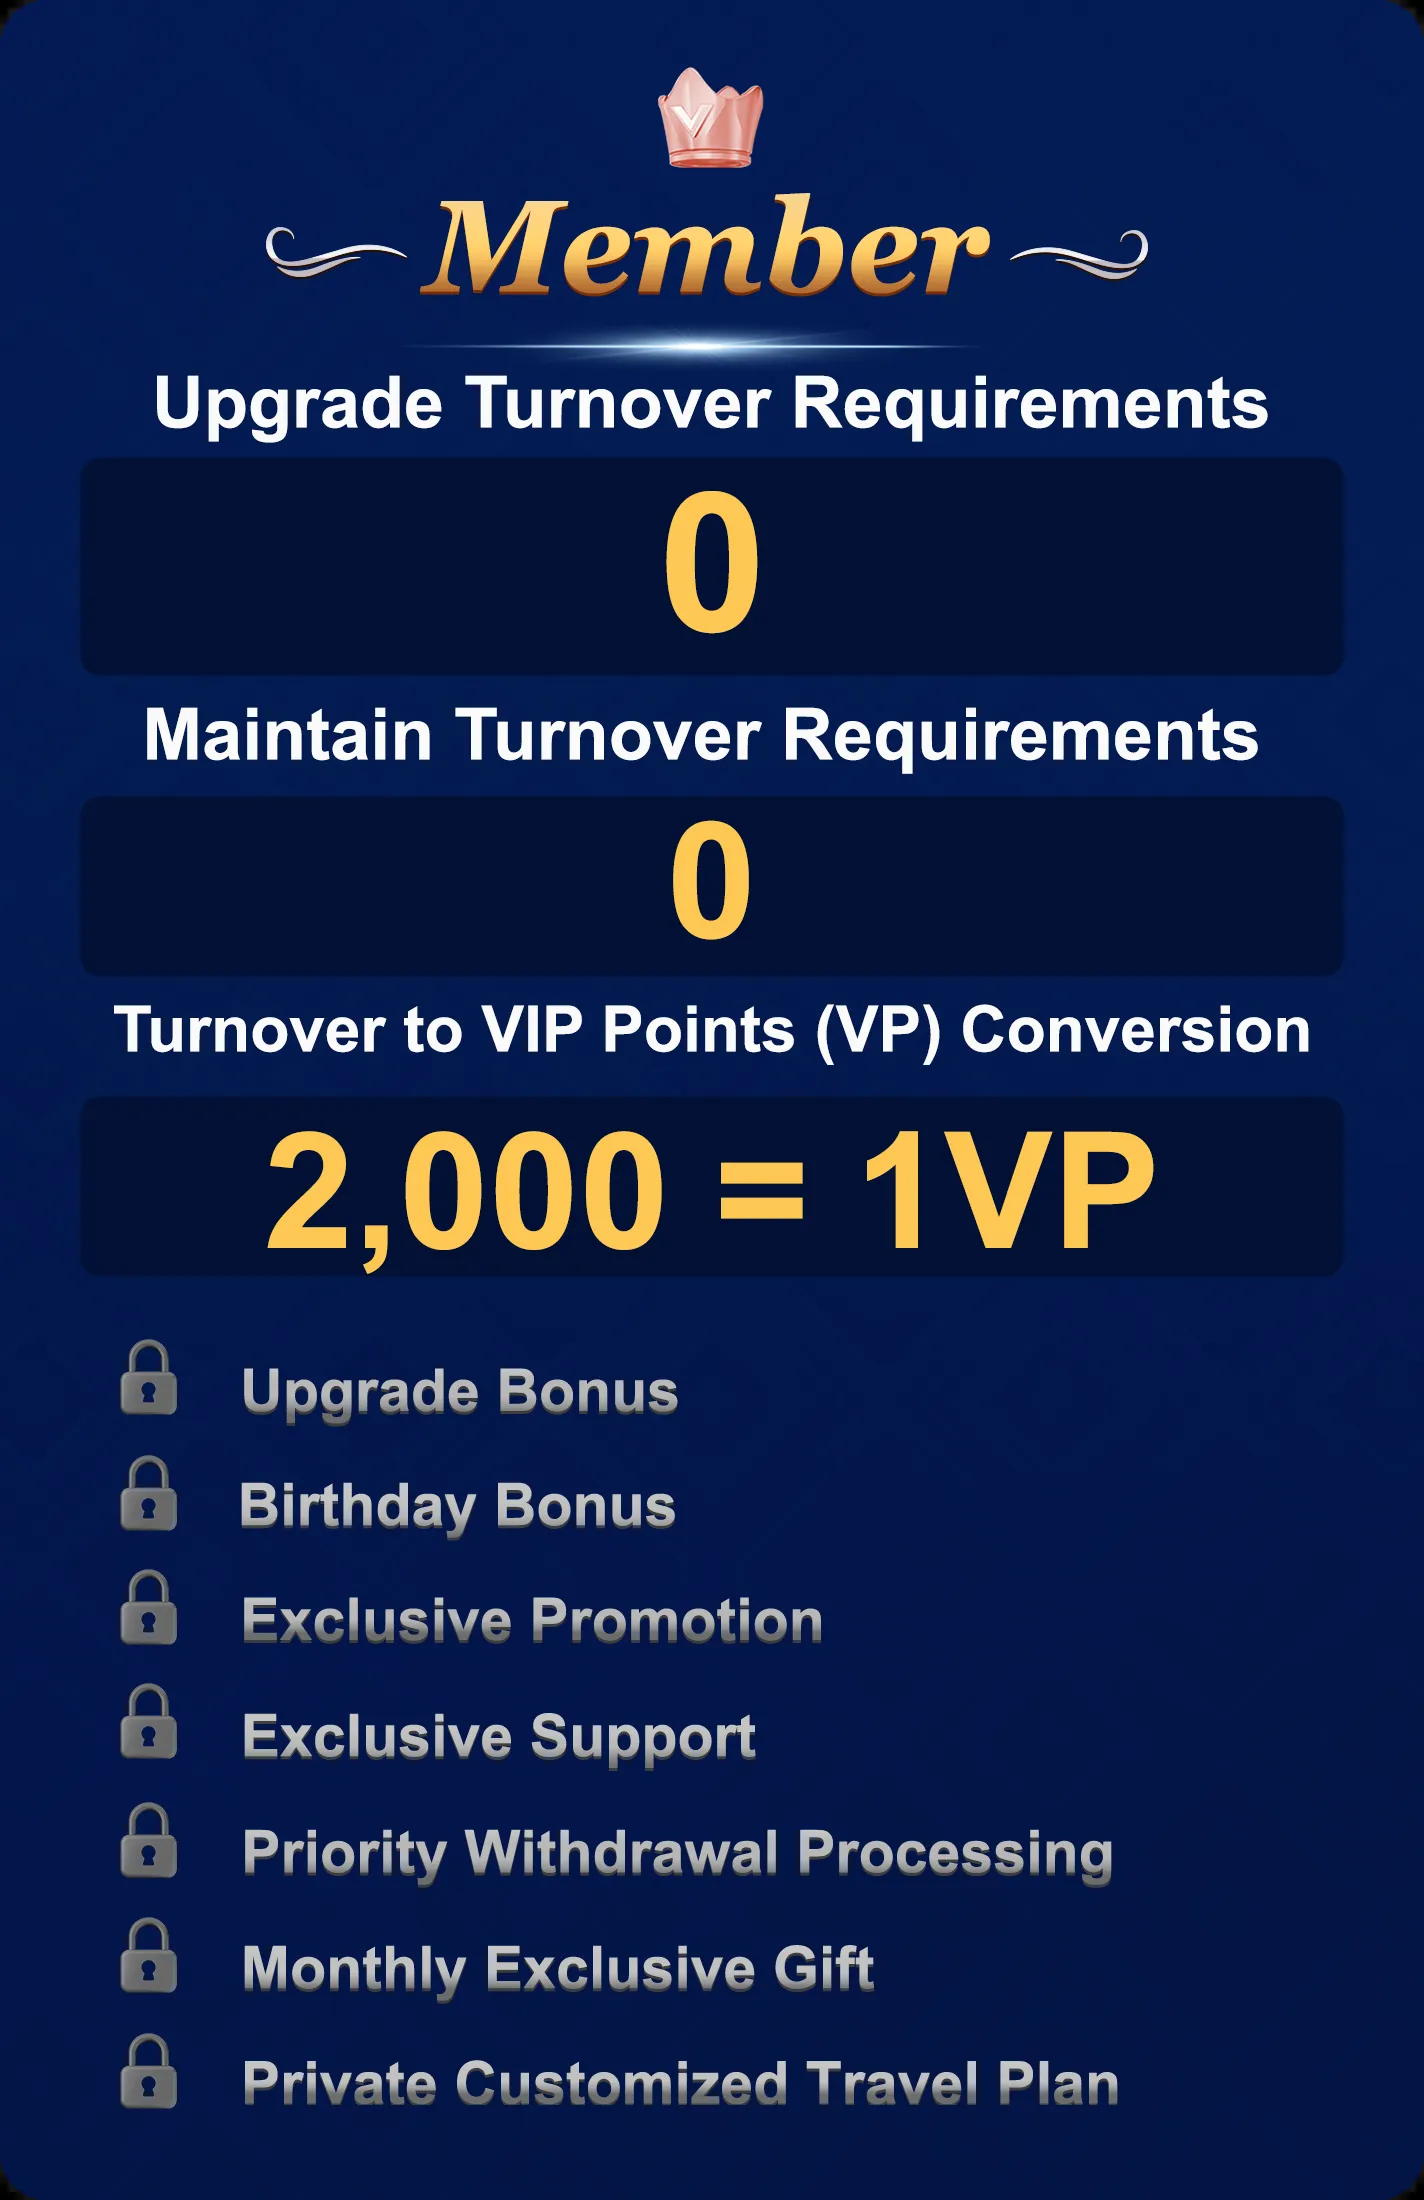 Member
Upgrade Turnover Requirements
0
Maintain Turnover Requirements
0
Turnover to VIP Points (VP) Conversion
2,000 = 1VP
Upgrade Bonus
Birthday Bonus
Exclusive Promotion
Exclusive Support
Priority Withdrawal Processing
Monthly Exclusive Gift
Private Customized Travel Plan